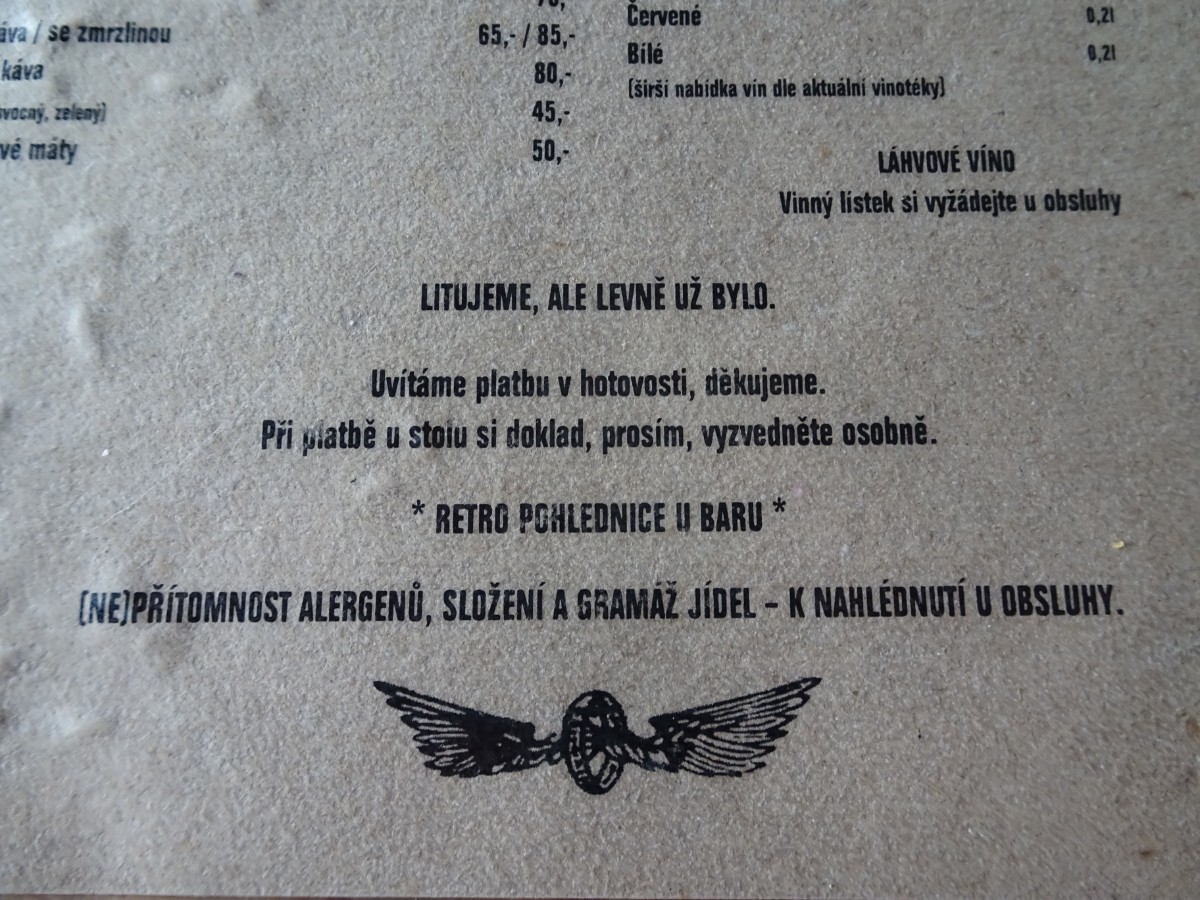 áva / se zmrzlinou 65,- / 85,-
káva 80,-
vocný, zelený) 45,-
vé máty 50,-
Červené 0,2l
Bílé 0,2l
(širší nabídka vín dle aktuální vinotéky)
LÁHVOVÉ VÍNO
Vinný lístek si vyžádejte u obsluhy
LITUJEME, ALE LEVNĚ UŽ BYLO.
Uvítáme platbu v hotovosti, děkujeme.
Při platbě u stolu si doklad, prosím, vyzvedněte osobně.
* RETRO POHLEDNICE U BARU *
(NE)PŘÍTOMNOST ALERGENŮ, SLOŽENÍ A GRAMÁŽ JÍDEL – K NAHLÉDNUTÍ U OBSLUHY.